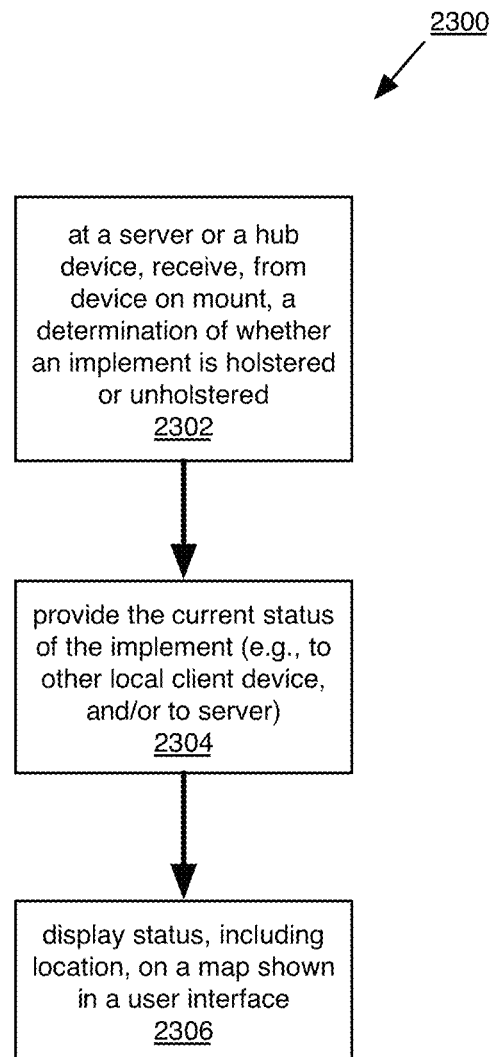 2300
at a server or a hub
device, receive, from
device on mount, a
determination of whether
an implement is holstered
or unholstered
2302
provide the current status
of the implement (e.g., to
other local client device,
and/or to server)
2304
display status, including
location, on a map shown
in a user interface
2306